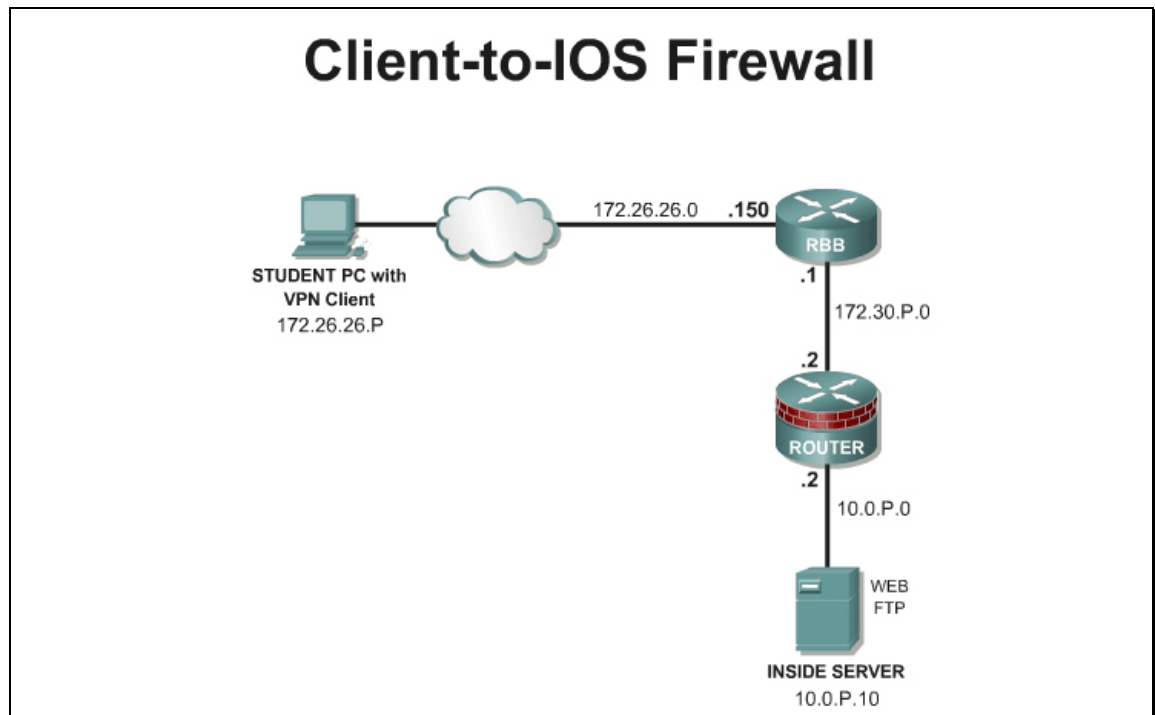 Client-to-IOS Firewall
172.26.26.0
.150
RBB
STUDENT PC with
VPN Client
172.26.26.P
.1
172.30.P.0
.2
ROUTER
.2
10.0.P.0
WEB
FTP
INSIDE SERVER
10.0.P.10